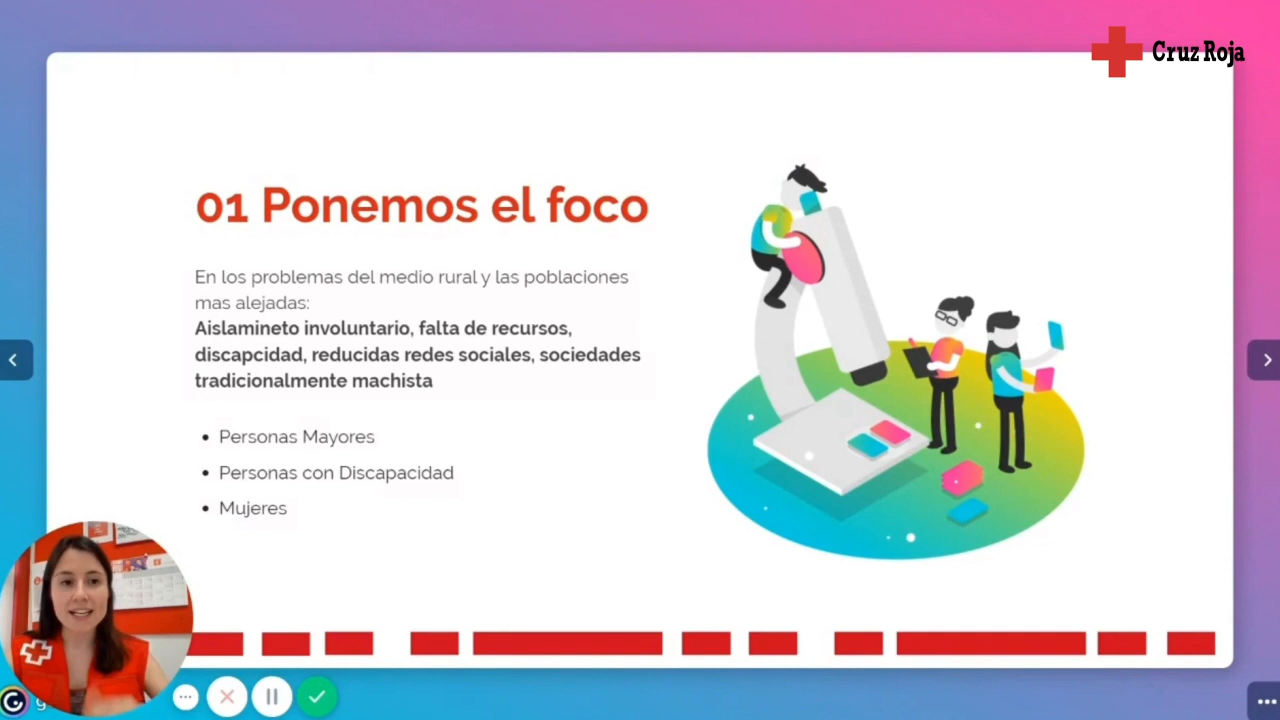 Cruz Roja
01 Ponemos el foco
En los problemas del medio rural y las poblaciones
mas alejadas:
Aislamineto involuntario, falta de recursos,
discapcidad, reducidas redes sociales, sociedades
tradicionalmente machista
• Personas Mayores
• Personas con Discapacidad
• Mujeres